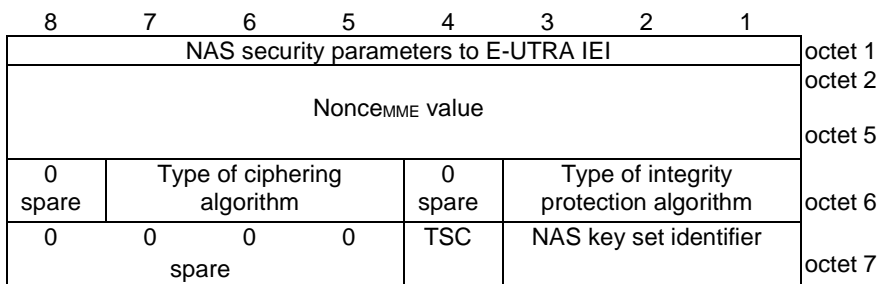 8 7 6 5 4 3 2 1
NAS security parameters to E-UTRA IEI octet 1
octet 2
NonceMME value
octet 5
0 Type of ciphering 0 Type of integrity
spare algorithm spare protection algorithm octet 6
0 0 0 0 TSC NAS key set identifier
spare octet 7